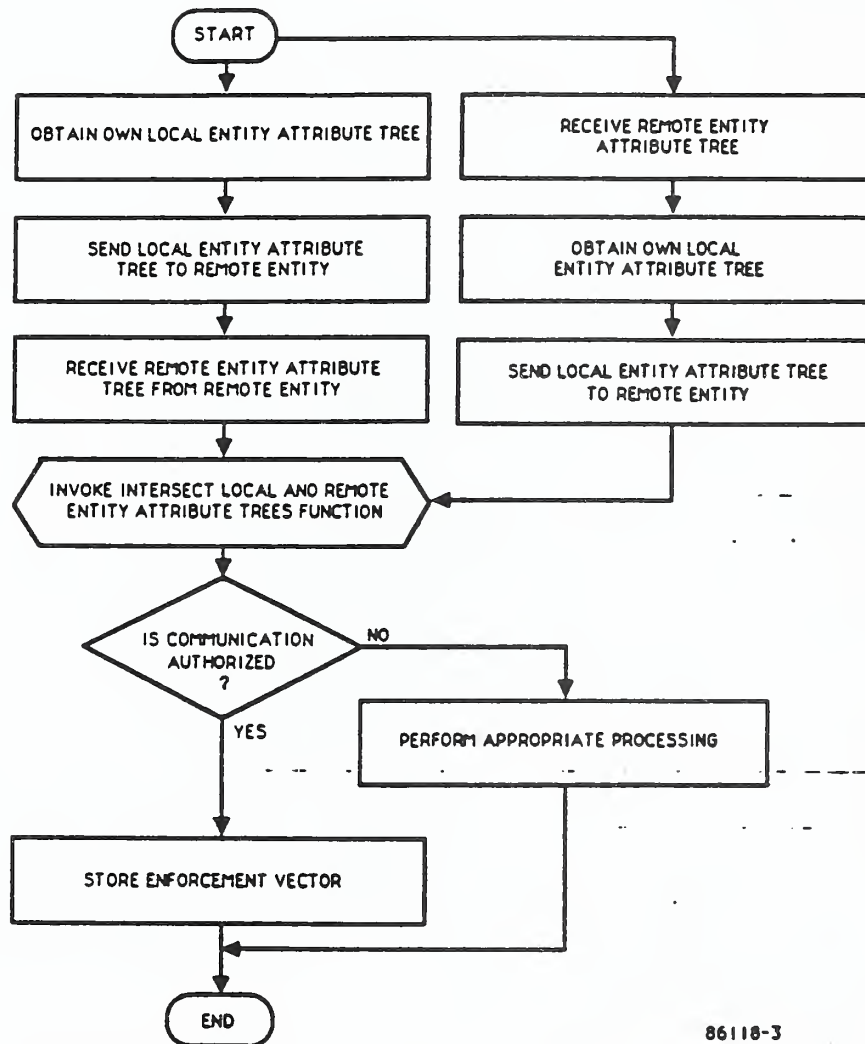 START
OBTAIN OWN LOCAL ENTITY ATTRIBUTE TREE
SEND LOCAL ENTITY ATTRIBUTE
TREE TO REMOTE ENTITY
RECEIVE REMOTE ENTITY ATTRIBUTE
TREE FROM REMOTE ENTITY
RECEIVE REMOTE ENTITY
ATTRIBUTE TREE
OBTAIN OWN LOCAL
ENTITY ATTRIBUTE TREE
SEND LOCAL ENTITY ATTRIBUTE TREE
TO REMOTE ENTITY
INVOKE INTERSECT LOCAL AND REMOTE
ENTITY ATTRIBUTE TREES FUNCTION
IS COMMUNICATION
AUTHORIZED
?
NO
YES
PERFORM APPROPRIATE PROCESSING
STORE ENFORCEMENT VECTOR
END
86118-3